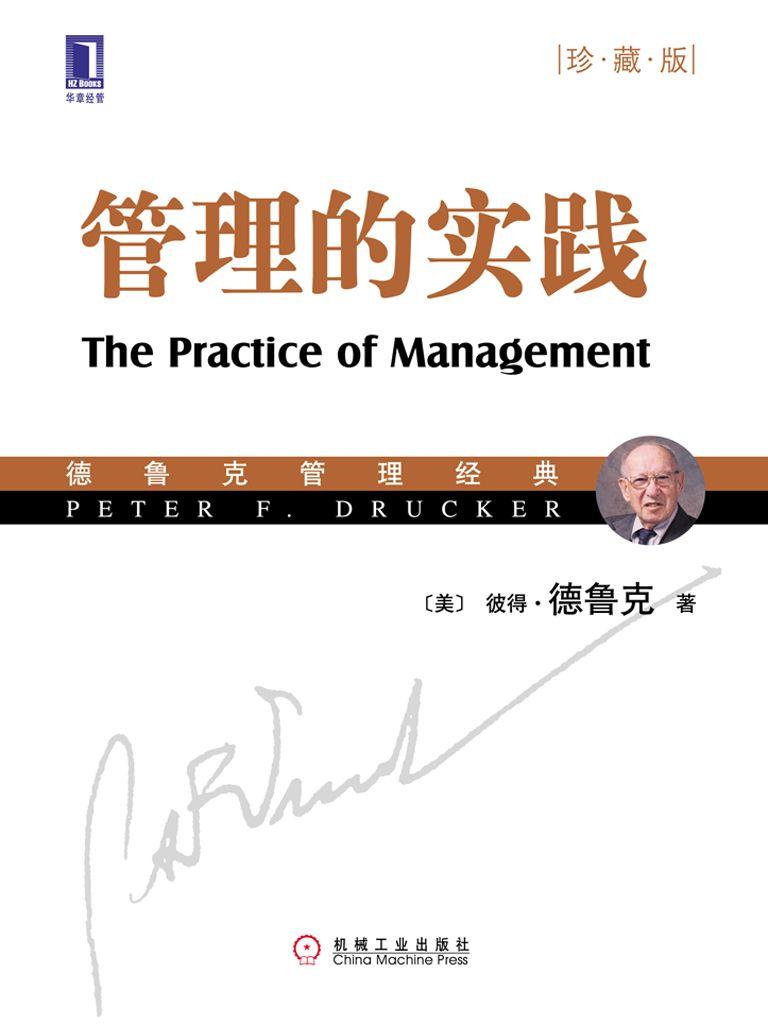 HZ BOOKS
华章经管
珍·藏·版
管理的实践
The Practice of Management
德鲁克管理经典
PETER F. DRUCKER
〔美〕 彼得·德鲁克 著
机械工业出版社
China Machine Press